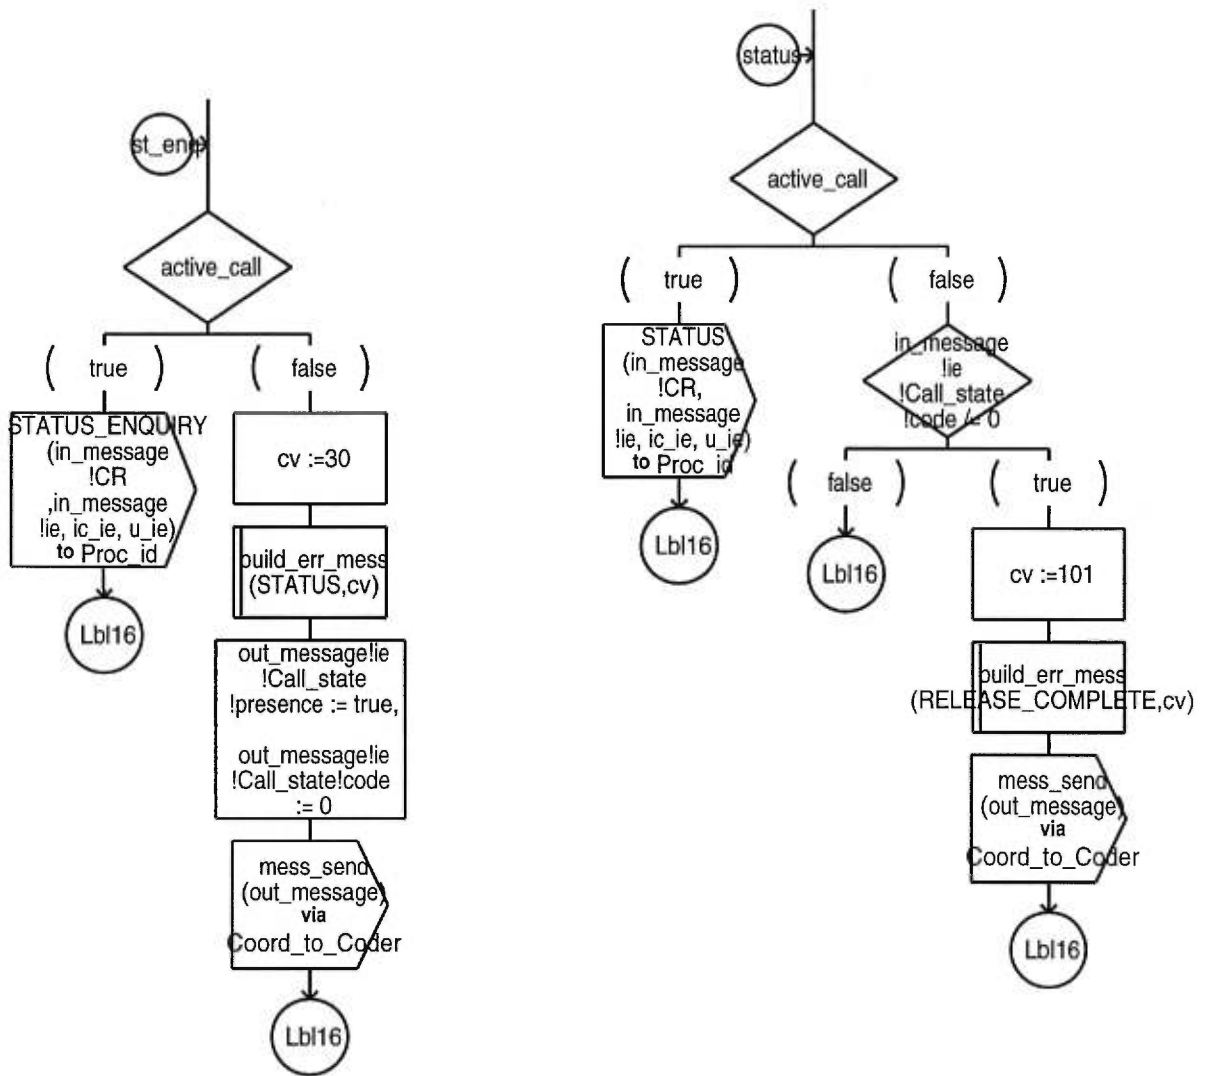 st_enq
active_call
( true )
( false )
STATUS_ENQUIRY
(in_message
!CR
,in_message
!ie, ic_ie, u_ie)
to Proc_id
Lbl16
cv :=30
build_err_mess
(STATUS,cv)
out_message!ie
!Call_state
!presence := true,
out_message!ie
!Call_state!code
:= 0
mess_send
(out_message)
via
Coord_to_Coder
Lbl16
status
active_call
( true )
( false )
STATUS
(in_message
!CR,
in_message
!ie, ic_ie, u_ie)
to Proc_id
Lbl16
in_message
!ie
!Call_state
!code /= 0
( false )
( true )
Lbl16
cv :=101
build_err_mess
(RELEASE_COMPLETE,cv)
mess_send
(out_message)
via
Coord_to_Coder
Lbl16